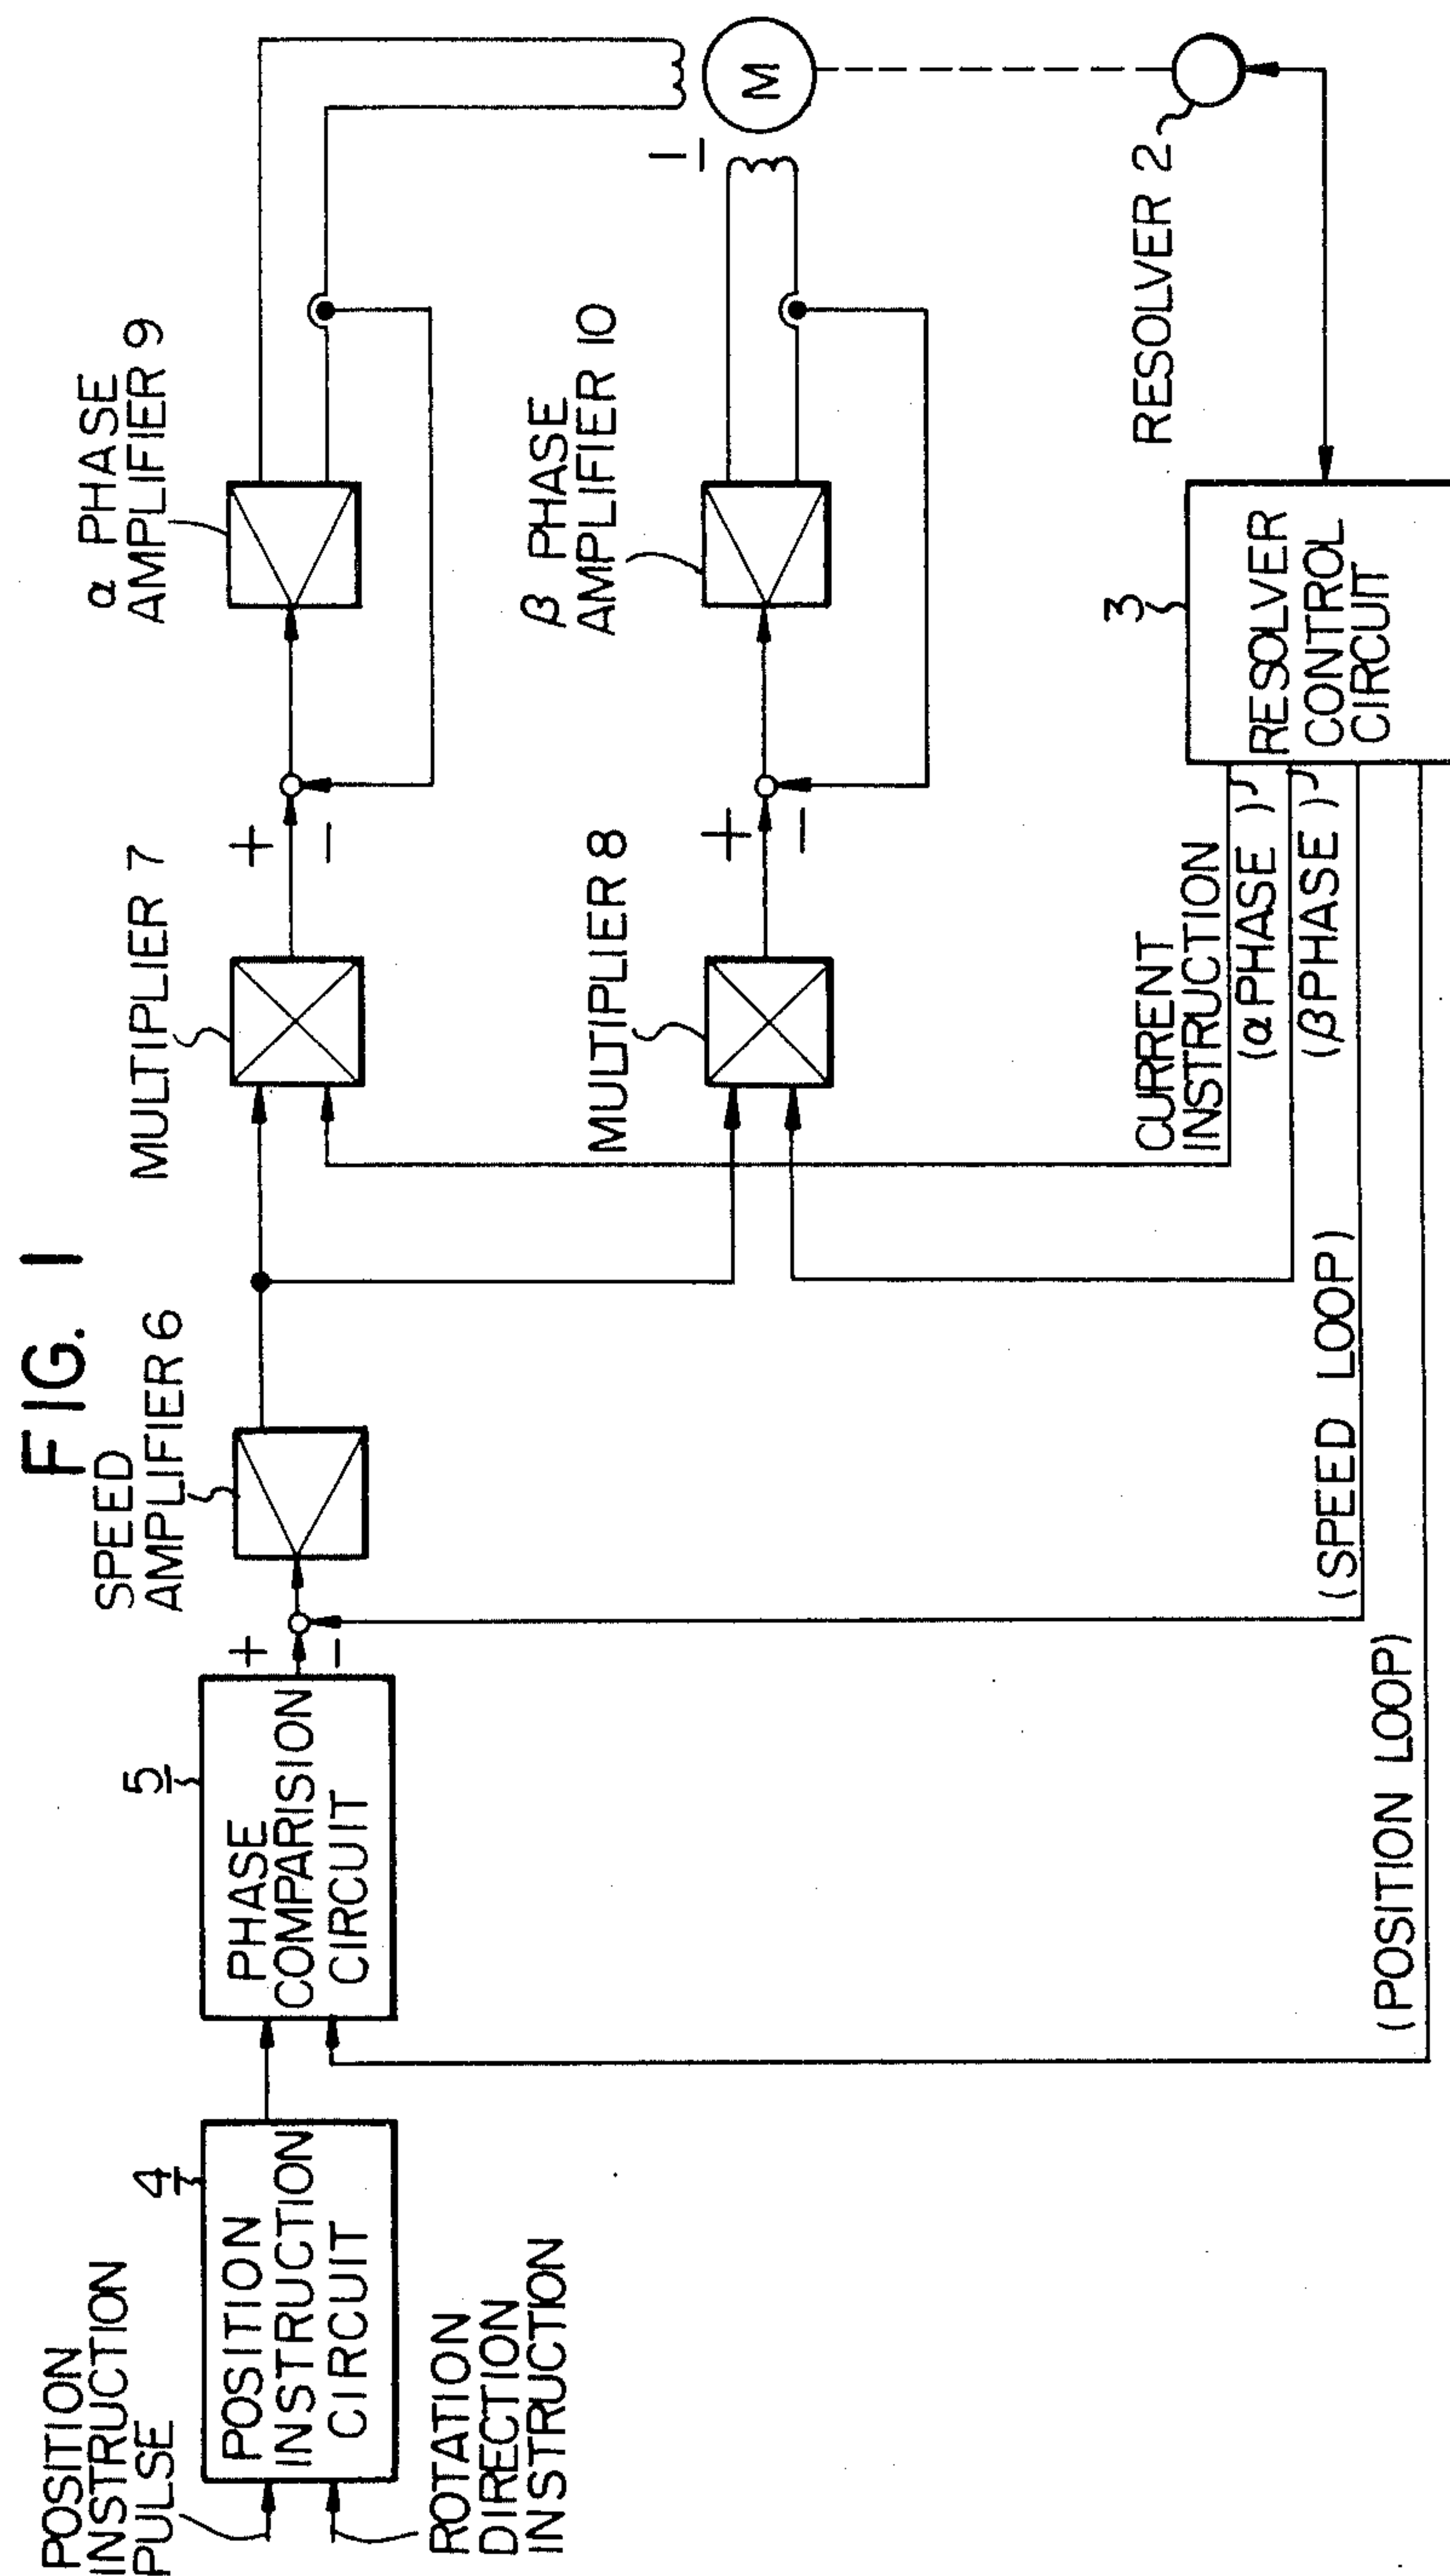 FIG. 1
POSITION
INSTRUCTION
PULSE
ROTATION
DIRECTION
INSTRUCTION
4
POSITION
INSTRUCTION
CIRCUIT
5
PHASE
COMPARISION
CIRCUIT
+
−
SPEED
AMPLIFIER 6
MULTIPLIER 7
+
−
α PHASE
AMPLIFIER 9
MULTIPLIER 8
+
−
β PHASE
AMPLIFIER 10
1
M
RESOLVER 2
3
RESOLVER
CONTROL
CIRCUIT
CURRENT
INSTRUCTION
(α PHASE)
(β PHASE)
(SPEED LOOP)
(POSITION LOOP)